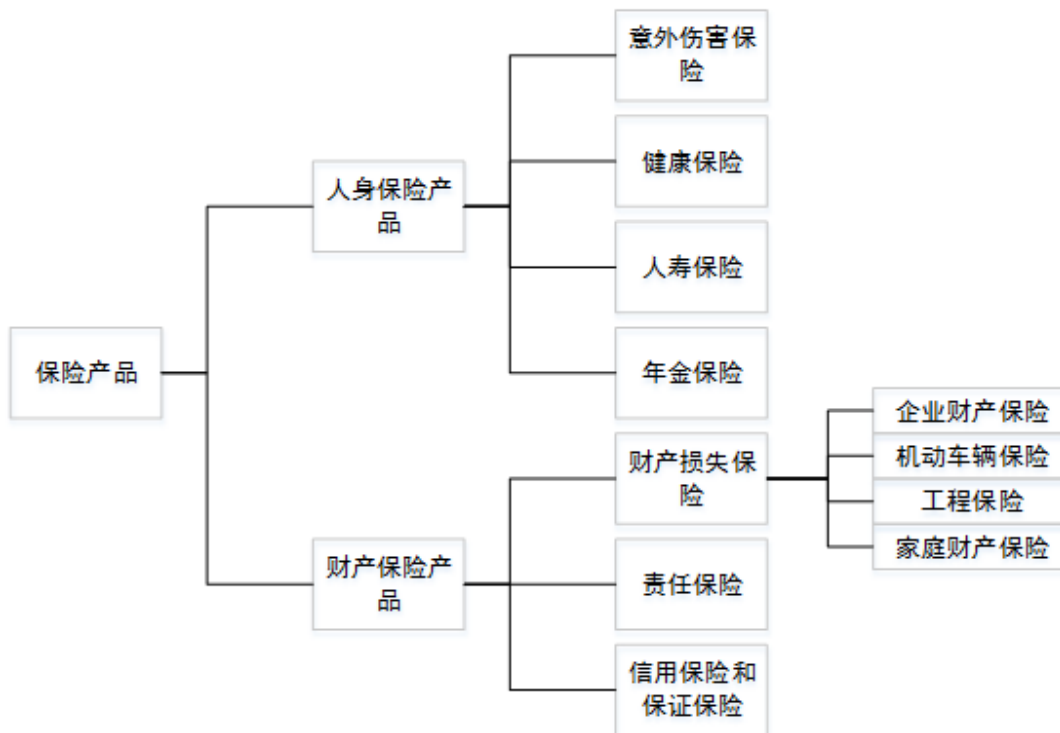 意外伤害保
险
健康保险
人身保险产
品
人寿保险
保险产品
年金保险
企业财产保险
财产损失保
险
机动车辆保险
工程保险
家庭财产保险
财产保险产
品
责任保险
信用保险和
保证保险